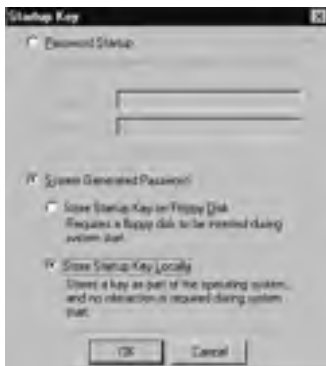 Startup Key
Password Startup
System Generated Password
Store Startup Key on Floppy Disk
Requires a floppy disk to be inserted during
system start.
Store Startup Key Locally
Stores a key as part of the operating system,
and no interaction is required during system
start.
OK
Cancel